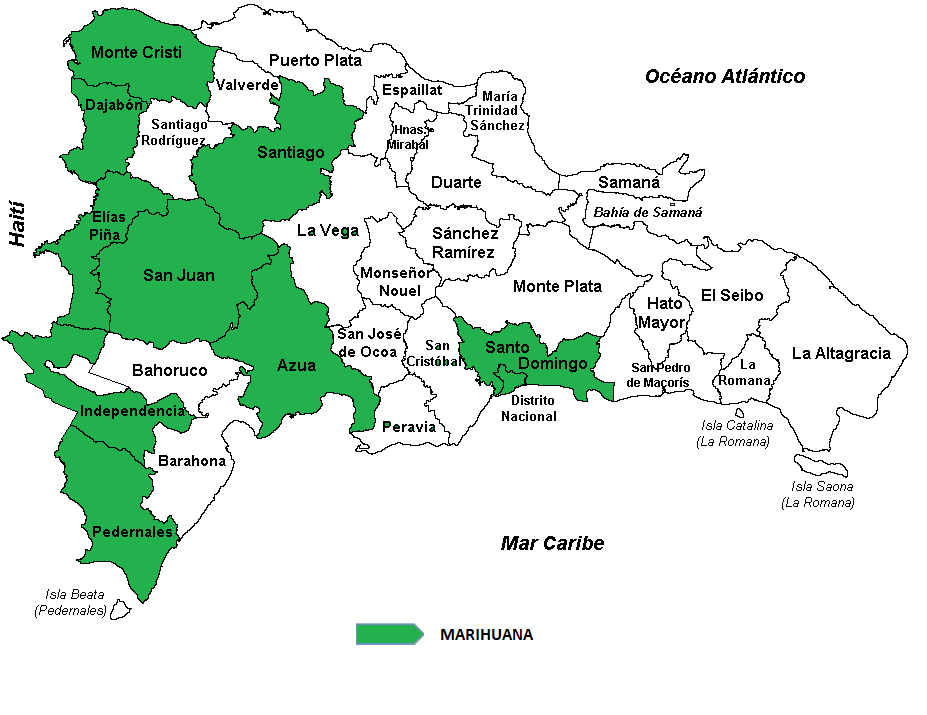 Monte Cristi
Puerto Plata
Océano Atlántico
Valverde
Espaillat
María
Trinidad
Sánchez
Dajabón
Santiago
Rodríguez
Hnas.
Mirabal
Santiago
Duarte
Samaná
Bahía de Samaná
Haití
Elías
Piña
La Vega
Sánchez
Ramírez
San Juan
Monseñor
Nouel
Monte Plata
Hato
Mayor
El Seibo
San José
de Ocoa
San
Cristóbal
Santo
Domingo
La Altagracia
Bahoruco
Azua
San Pedro
de Macorís
La
Romana
Independencia
Distrito
Nacional
Peravia
Isla Catalina
(La Romana)
Barahona
Isla Saona
(La Romana)
Pedernales
Mar Caribe
Isla Beata
(Pedernales)
MARIHUANA